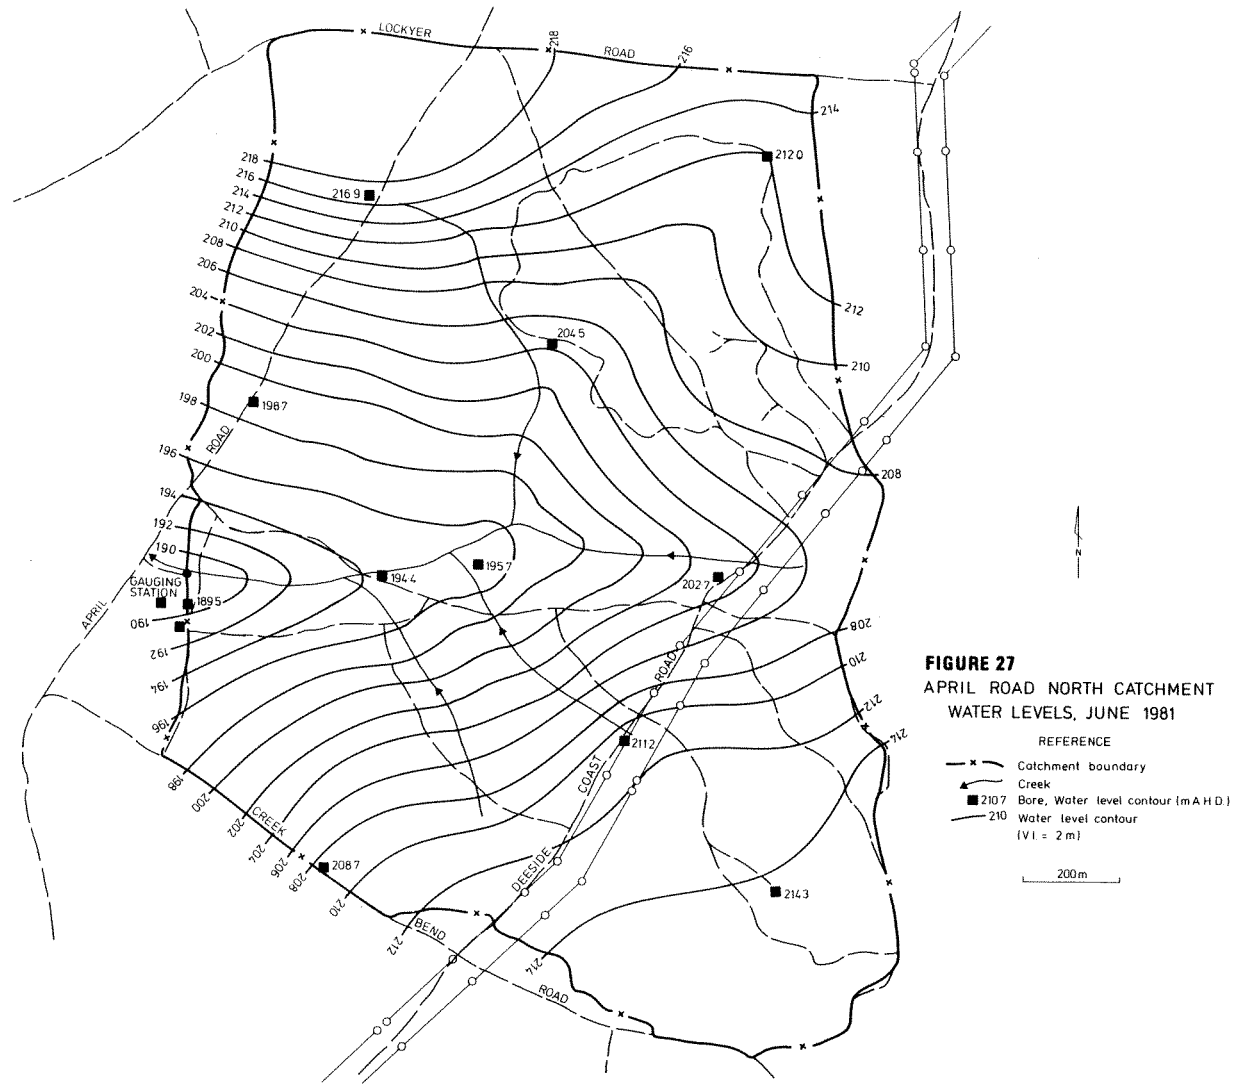 LOCKYER ROAD
218
216
214
218
216
214
212
210
208
206
204
202
200
198
196
194
192
190
2169
2120
212
210
2045
1987
ROAD
208
1944
1957
2027
GAUGING
STATION
1895
APRIL
190
192
194
196
198
200
202
204
206
208
210
212
214
208
210
212
214
ROAD
2112
COAST
DEESIDE
CREEK
2087
BEND
ROAD
2143
N
FIGURE 27
APRIL ROAD NORTH CATCHMENT
WATER LEVELS, JUNE 1981
REFERENCE
Catchment boundary
Creek
2107 Bore, Water level contour (m A H D.)
210 Water level contour
(V.I. = 2 m)
200 m